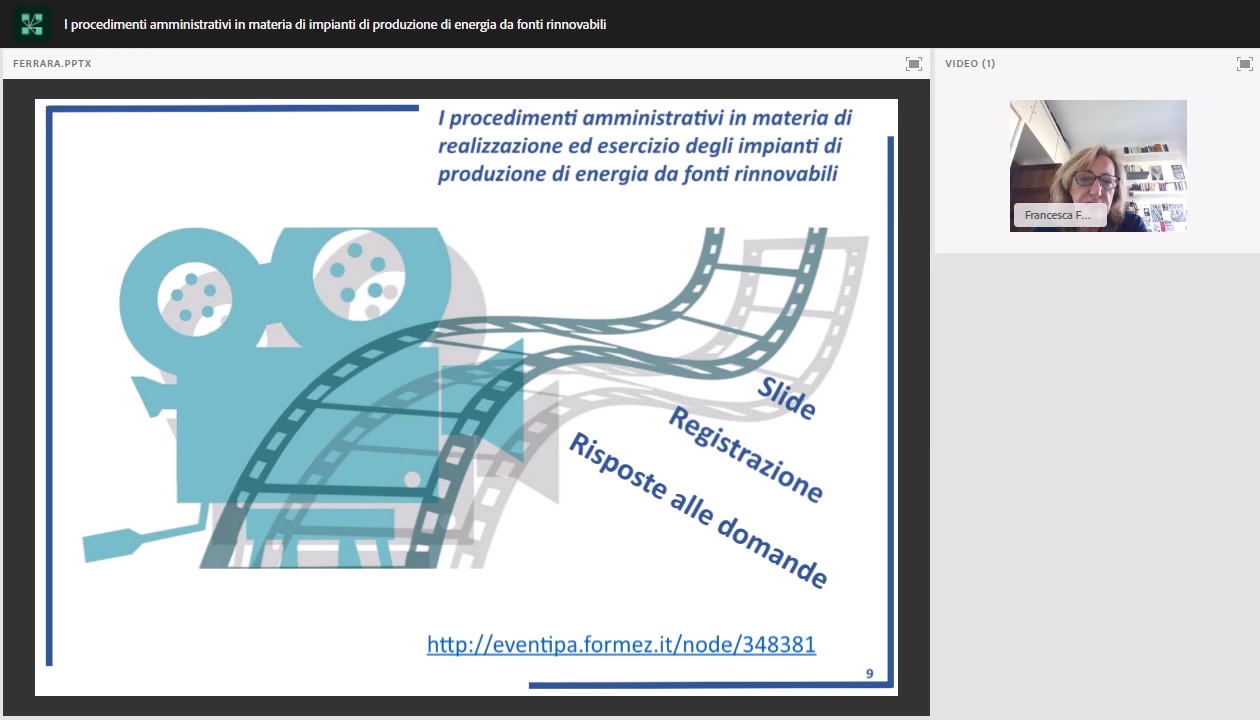 I procedimenti amministrativi in materia di impianti di produzione di energia da fonti rinnovabili
FERRARA.PPTX
VIDEO (1)
I procedimenti amministrativi in materia di
realizzazione ed esercizio degli impianti di
produzione di energia da fonti rinnovabili
Francesca F...
Slide
Registrazione
Risposte alle domande
http://eventipa.formez.it/node/348381
9